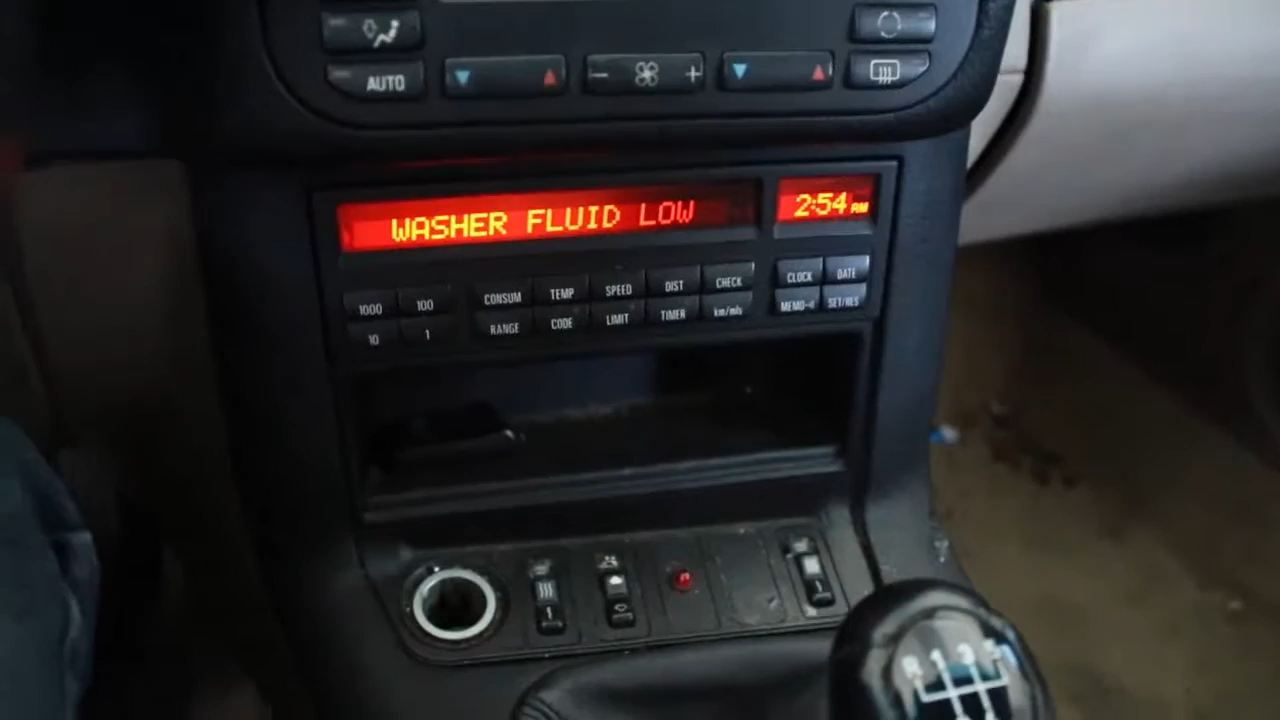 AUTO
WASHER FLUID LOW
2:54 AM
1000 100 CONSUM TEMP SPEED DIST CHECK CLOCK DATE
10 1 RANGE CODE LIMIT TIMER km/mls MEMO SET/RES